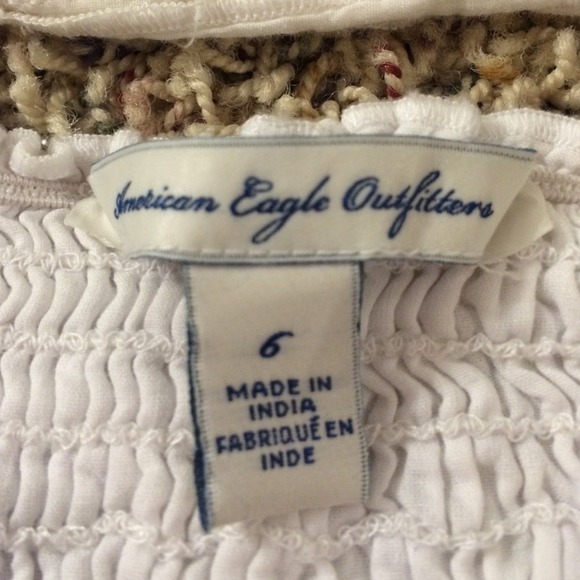 American Eagle Outfitters
6
MADE IN
INDIA
FABRIQUÉ EN
INDE